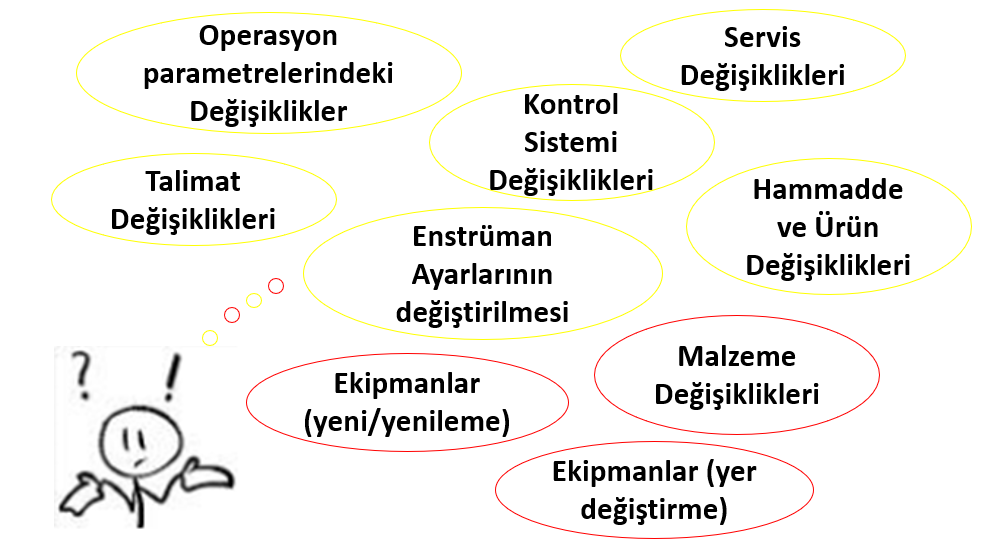 Operasyon
parametrelerindeki
Değişiklikler
Servis
Değişiklikleri
Kontrol
Sistemi
Değişiklikleri
Talimat
Değişiklikleri
Hammadde
ve Ürün
Değişiklikleri
Enstrüman
Ayarlarının
değiştirilmesi
Malzeme
Değişiklikleri
Ekipmanlar
(yeni/yenileme)
Ekipmanlar (yer
değiştirme)
? !